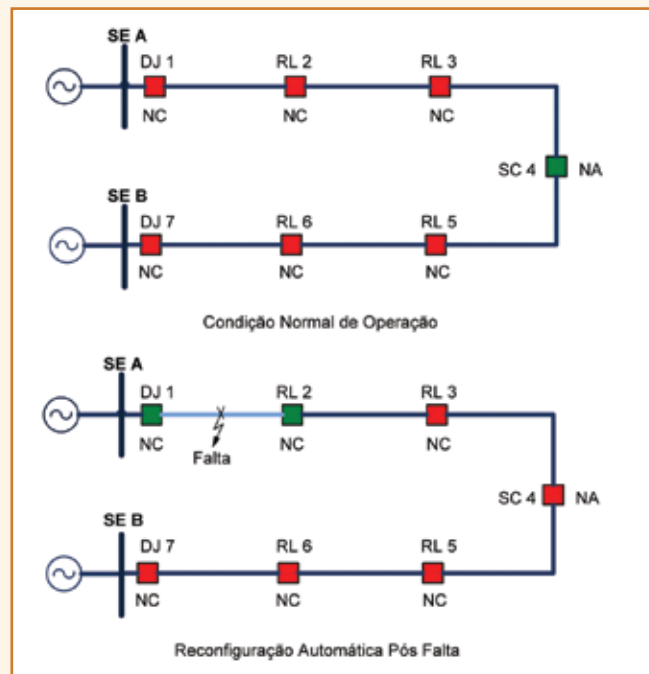 SE A
DJ 1 RL 2 RL 3
NC NC NC
SC 4 NA
SE B
DJ 7 RL 6 RL 5
NC NC NC
Condição Normal de Operação
SE A
DJ 1 RL 2 RL 3
NC NC NC
Falta
SC 4 NA
SE B
DJ 7 RL 6 RL 5
NC NC NC
Reconfiguração Automática Pós Falta